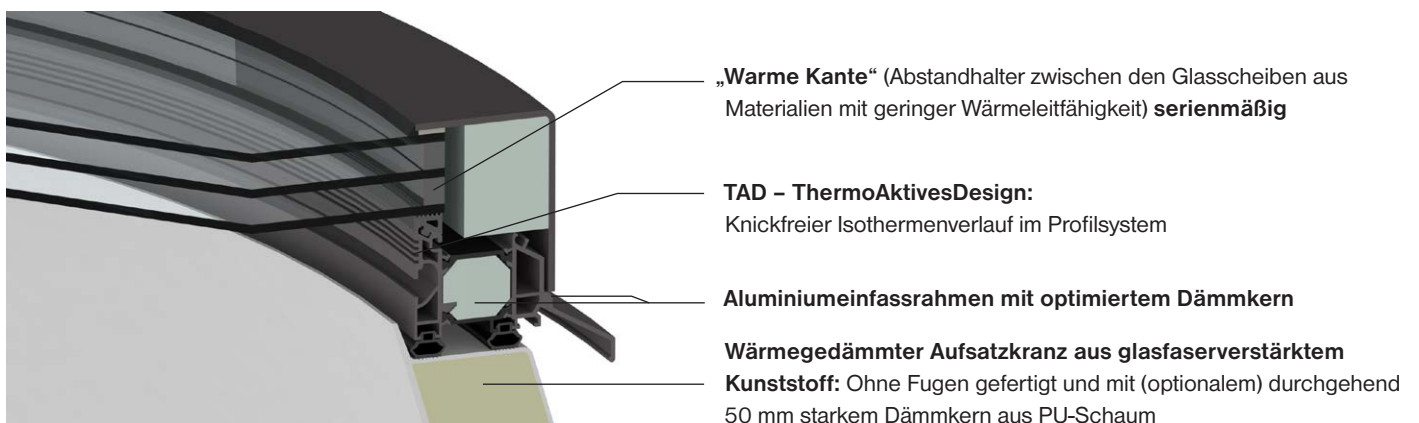 „Warme Kante“ (Abstandhalter zwischen den Glasscheiben aus
Materialien mit geringer Wärmeleitfähigkeit) serienmäßig
TAD – ThermoAktivesDesign:
Knickfreier Isothermenverlauf im Profilsystem
Aluminiumeinfassrahmen mit optimiertem Dämmkern
Wärmegedämmter Aufsatzkranz aus glasfaserverstärktem
Kunststoff: Ohne Fugen gefertigt und mit (optionalem) durchgehend
50 mm starkem Dämmkern aus PU-Schaum